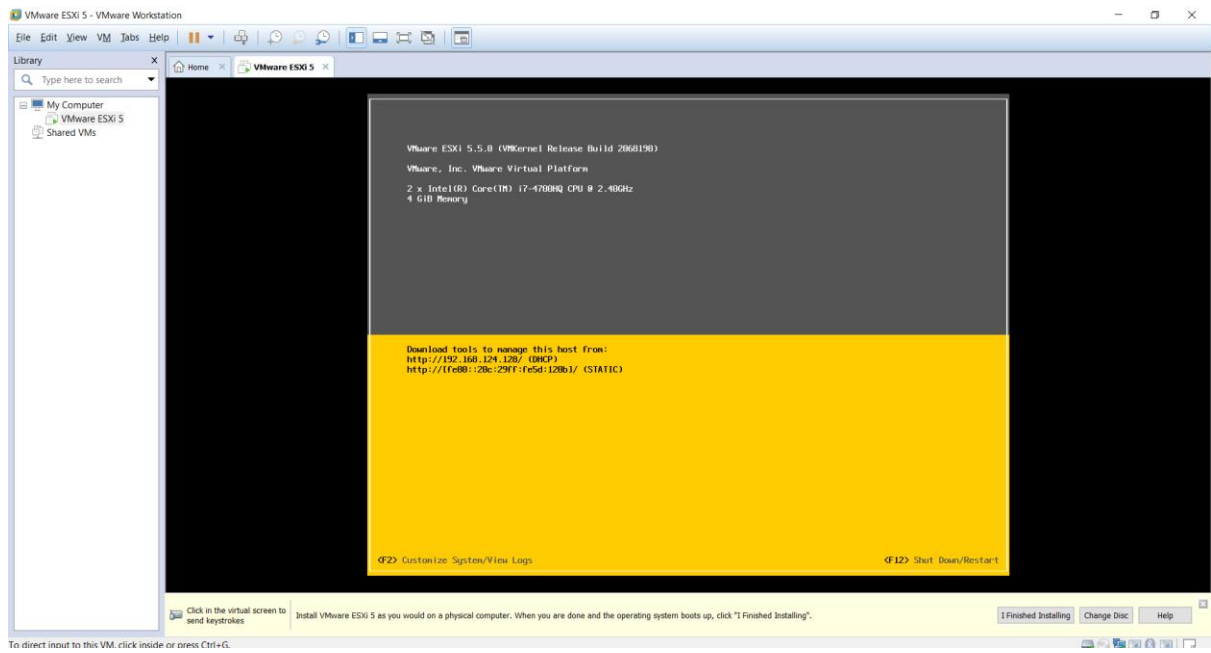 VMware ESXi 5 - VMware Workstation
File Edit View VM Tabs Help
Library
Type here to search
My Computer
VMware ESXi 5
Shared VMs
Home
VMware ESXi 5
VMware ESXi 5.5.0 (VMKernel Release Build 2068190)
VMware, Inc. VMware Virtual Platform
2 x Intel(R) Core(TM) i7-4700HQ CPU @ 2.40GHz
4 GiB Memory
Download tools to manage this host from:
http://192.168.124.128/ (DHCP)
http://[fe80::20c:29ff:fe5d:120b]/ (STATIC)
<F2> Customize System/View Logs
<F12> Shut Down/Restart
Click in the virtual screen to
send keystrokes
Install VMware ESXi 5 as you would on a physical computer. When you are done and the operating system boots up, click "I Finished Installing".
I Finished Installing
Change Disc
Help
To direct input to this VM, click inside or press Ctrl+G.